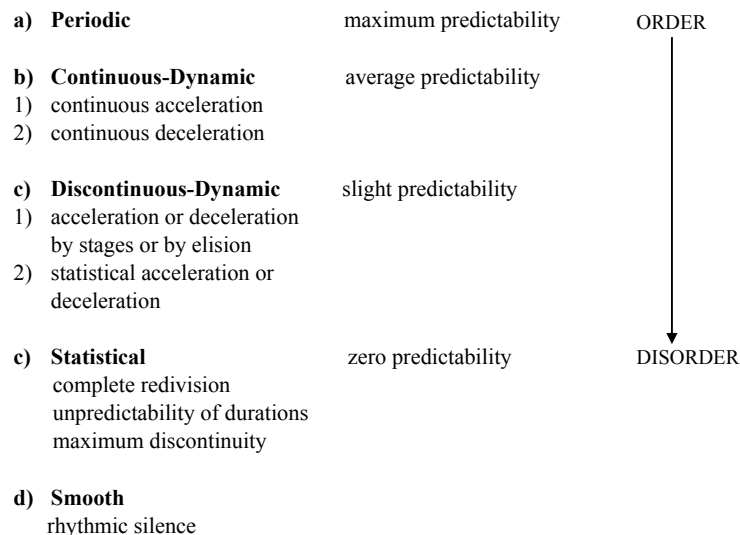 a) Periodic maximum predictability ORDER
b) Continuous-Dynamic average predictability
1) continuous acceleration
2) continuous deceleration
c) Discontinuous-Dynamic slight predictability
1) acceleration or deceleration
by stages or by elision
2) statistical acceleration or
deceleration
c) Statistical zero predictability DISORDER
complete redivision
unpredictability of durations
maximum discontinuity
d) Smooth
rhythmic silence